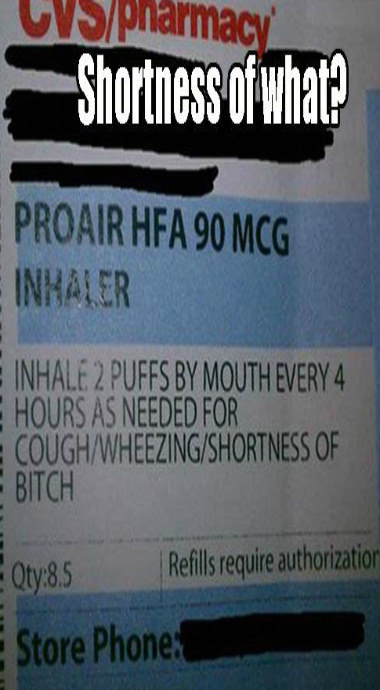 CVS/pharmacy
Shortness of what?
PROAIR HFA 90 MCG
INHALER
INHALE 2 PUFFS BY MOUTH EVERY 4
HOURS AS NEEDED FOR
COUGH/WHEEZING/SHORTNESS OF
BITCH
Qty:8.5
Refills require authorization
Store Phone: